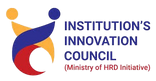 INSTITUTION'S
INNOVATION
COUNCIL
(Ministry of HRD Initiative)